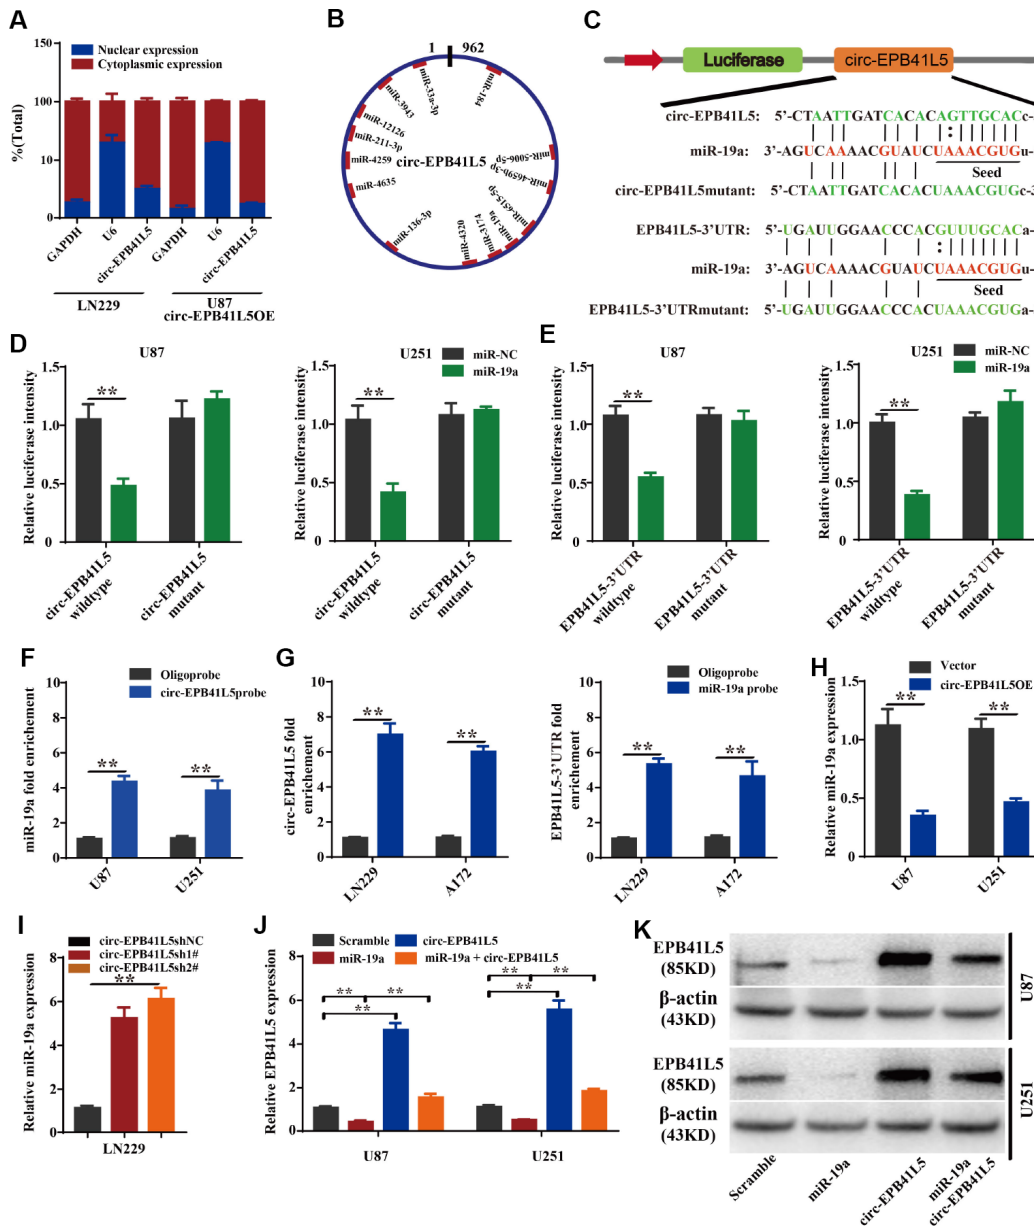 A
150
100
10
0
%(Total)
Nuclear expression
Cytoplasmic expression
GAPDH
U6
circ-EPB41L5
GAPDH
U6
circ-EPB41L5
LN229
U87
circ-EPB41L5OE
B
1
962
miR-33a-3p
miR-184
miR-3943
miR-12126
miR-211-3p
miR-4259
miR-4635
miR-136-3p
miR-4320
miR-3174
miR-19a
miR-6515-5p
miR-4659b-3p
miR-5006-5p
circ-EPB41L5
C
Luciferase
circ-EPB41L5
circ-EPB41L5: 5'-CTAATTGATCACACAGTTGCACc-
miR-19a: 3'-AGUCAAAACGUAUCUAAACGUGu-
Seed
circ-EPB41L5mutant: 5'-CTAATTGATCACACUAAACGUGc-3
EPB41L5-3'UTR: 5'-UGAUUGGAACCCACGUUUGCACa-
miR-19a: 3'-AGUCAAAACGUAUCUAAACGUGu-
Seed
EPB41L5-3'UTRmutant: 5'-UGAUUGGAACCCACUAAACGUGa-
D
U87
Relative luciferase intensity
1.5
1.0
0.5
0
**
circ-EPB41L5
wildtype
circ-EPB41L5
mutant
U251
miR-NC
miR-19a
Relative luciferase intensity
1.5
1.0
0.5
0
**
circ-EPB41L5
wildtype
circ-EPB41L5
mutant
E
U87
Relative luciferase intensity
1.5
1.0
0.5
0
**
EPB41L5-3'UTR
wildtype
EPB41L5-3'UTR
mutant
U251
miR-NC
miR-19a
Relative luciferase intensity
1.5
1.0
0.5
0
**
EPB41L5-3'UTR
wildtype
EPB41L5-3'UTR
mutant
F
Oligoprobe
circ-EPB41L5probe
miR-19a fold enrichement
8
6
4
2
0
**
**
U87
U251
G
circ-EPB41L5 fold
enrichement
10
8
6
4
2
0
**
**
LN229
A172
Oligoprobe
miR-19a probe
EPB41L5-3'UTR fold
enrichement
10
8
6
4
2
0
**
**
LN229
A172
H
Vector
circ-EPB41L5OE
Relative miR-19a expression
1.5
1.0
0.5
0
**
**
U87
U251
I
circ-EPB41L5shNC
circ-EPB41L5sh1#
circ-EPB41L5sh2#
Relative miR-19a expression
8
6
4
2
0
**
LN229
J
Scramble
circ-EPB41L5
miR-19a
miR-19a + circ-EPB41L5
Relative EPB41L5 expression
8
6
4
2
0
**
**
**
**
**
**
U87
U251
K
EPB41L5
(85KD)
β-actin
(43KD)
U87
EPB41L5
(85KD)
β-actin
(43KD)
U251
Scramble
miR-19a
circ-EPB41L5
miR-19a
circ-EPB41L5